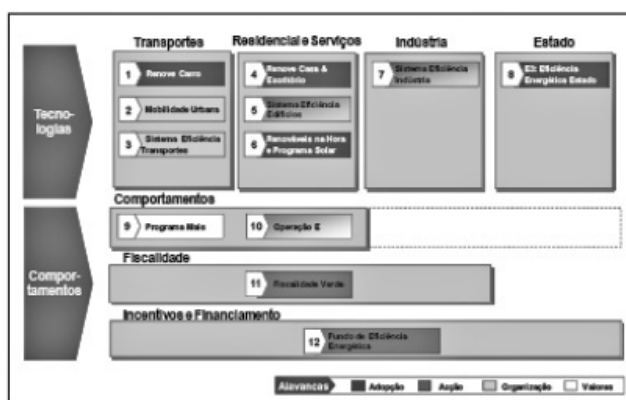 Transportes
Residencial e Serviços
Indústria
Estado
Tecno-
logias
1 Renove Carro
2 Mobilidade Urbana
3 Sistema Eficiência
Transportes
4 Renove Casa &
Escritório
5 Sistema Eficiência
Edifícios
6 Renováveis na Hora
e Programa Solar
7 Sistema Eficiência
Indústria
8 E3: Eficiência
Energética Estado
Compor-
tamentos
Comportamentos
9 Programa Mais
10 Operação E
Fiscalidade
11 Fiscalidade Verde
Incentivos e Financiamento
12 Fundo de Eficiência
Energética
Alavancas Adopção Acção Organização Valores